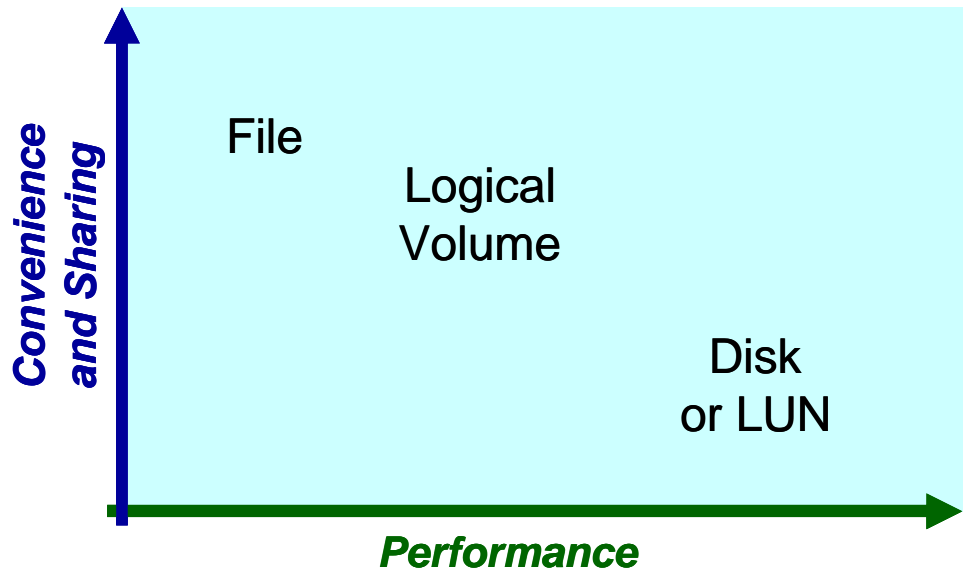 Convenience
and Sharing
File
Logical
Volume
Disk
or LUN
Performance